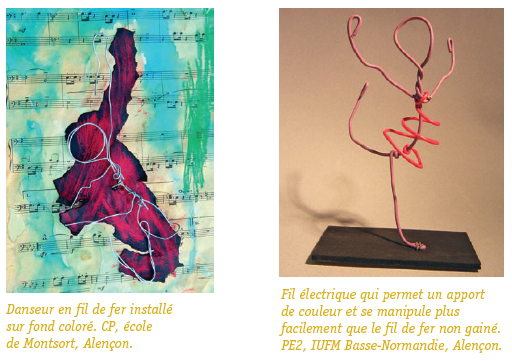 Danseur en fil de fer installé
sur fond coloré. CP, école
de Montsort, Alençon.
Fil électrique qui permet un apport
de couleur et se manipule plus
facilement que le fil de fer non gainé.
PE2, IUFM Basse-Normandie, Alençon.